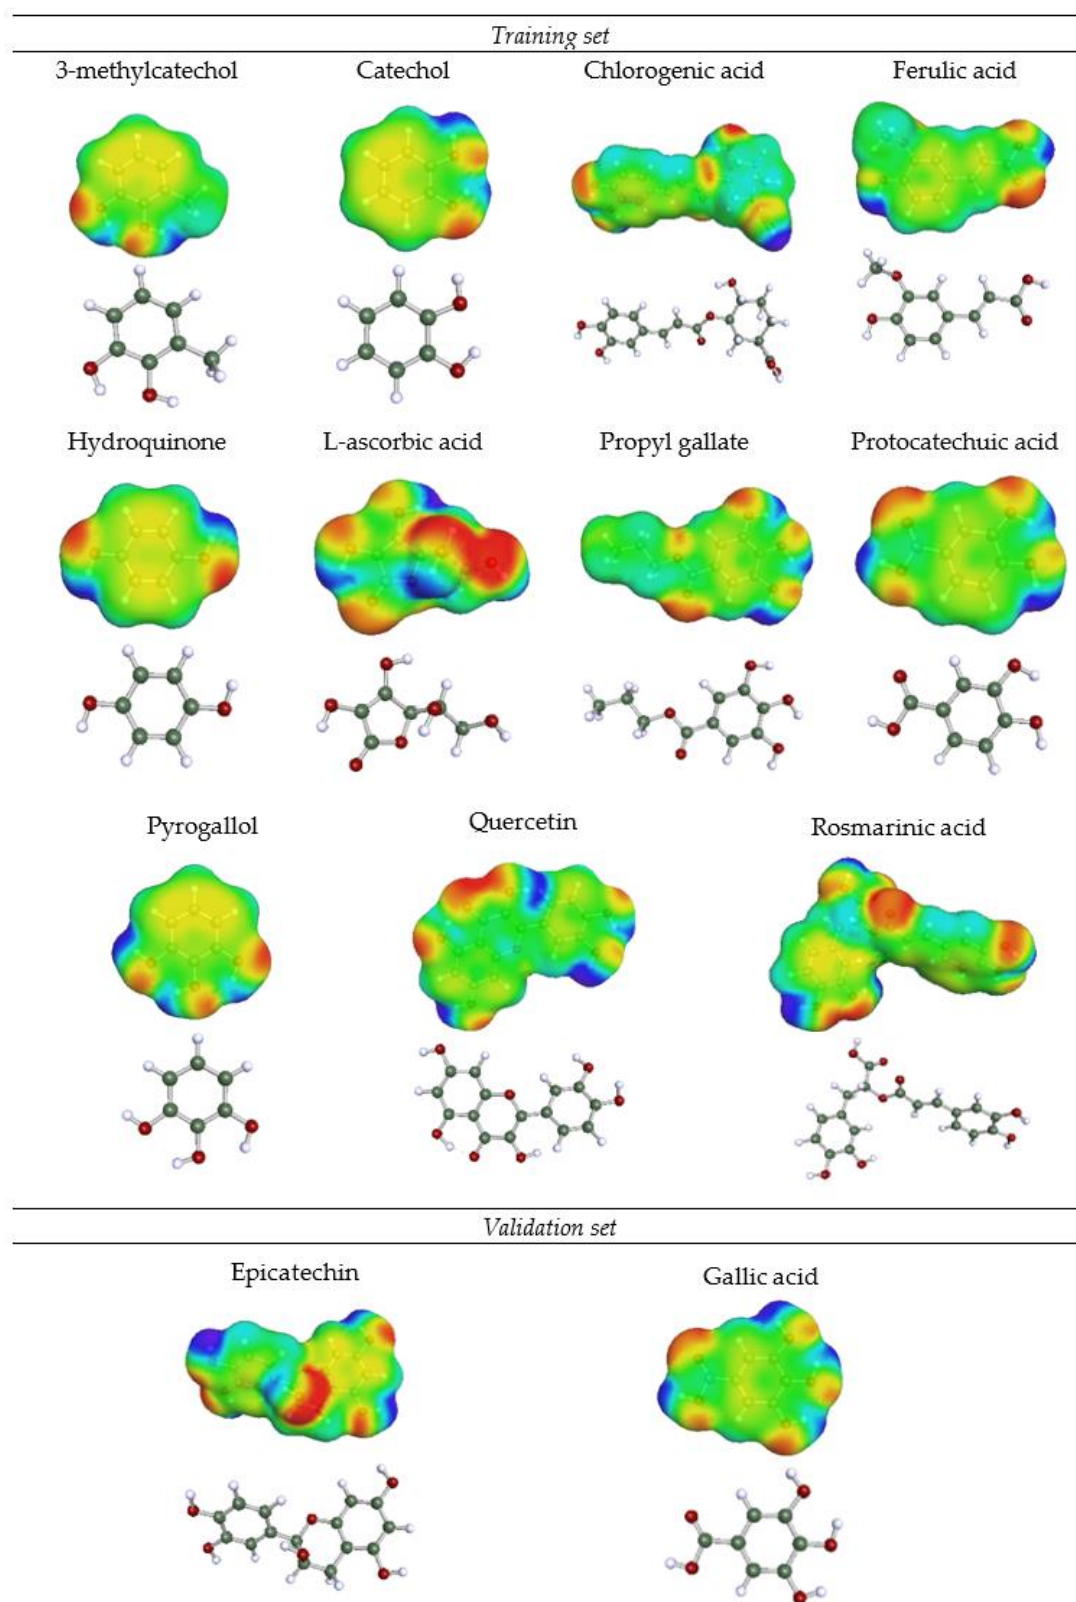 Training set
3-methylcatechol Catechol Chlorogenic acid Ferulic acid
Hydroquinone L-ascorbic acid Propyl gallate Protocatechuic acid
Pyrogallol Quercetin Rosmarinic acid
Validation set
Epicatechin Gallic acid